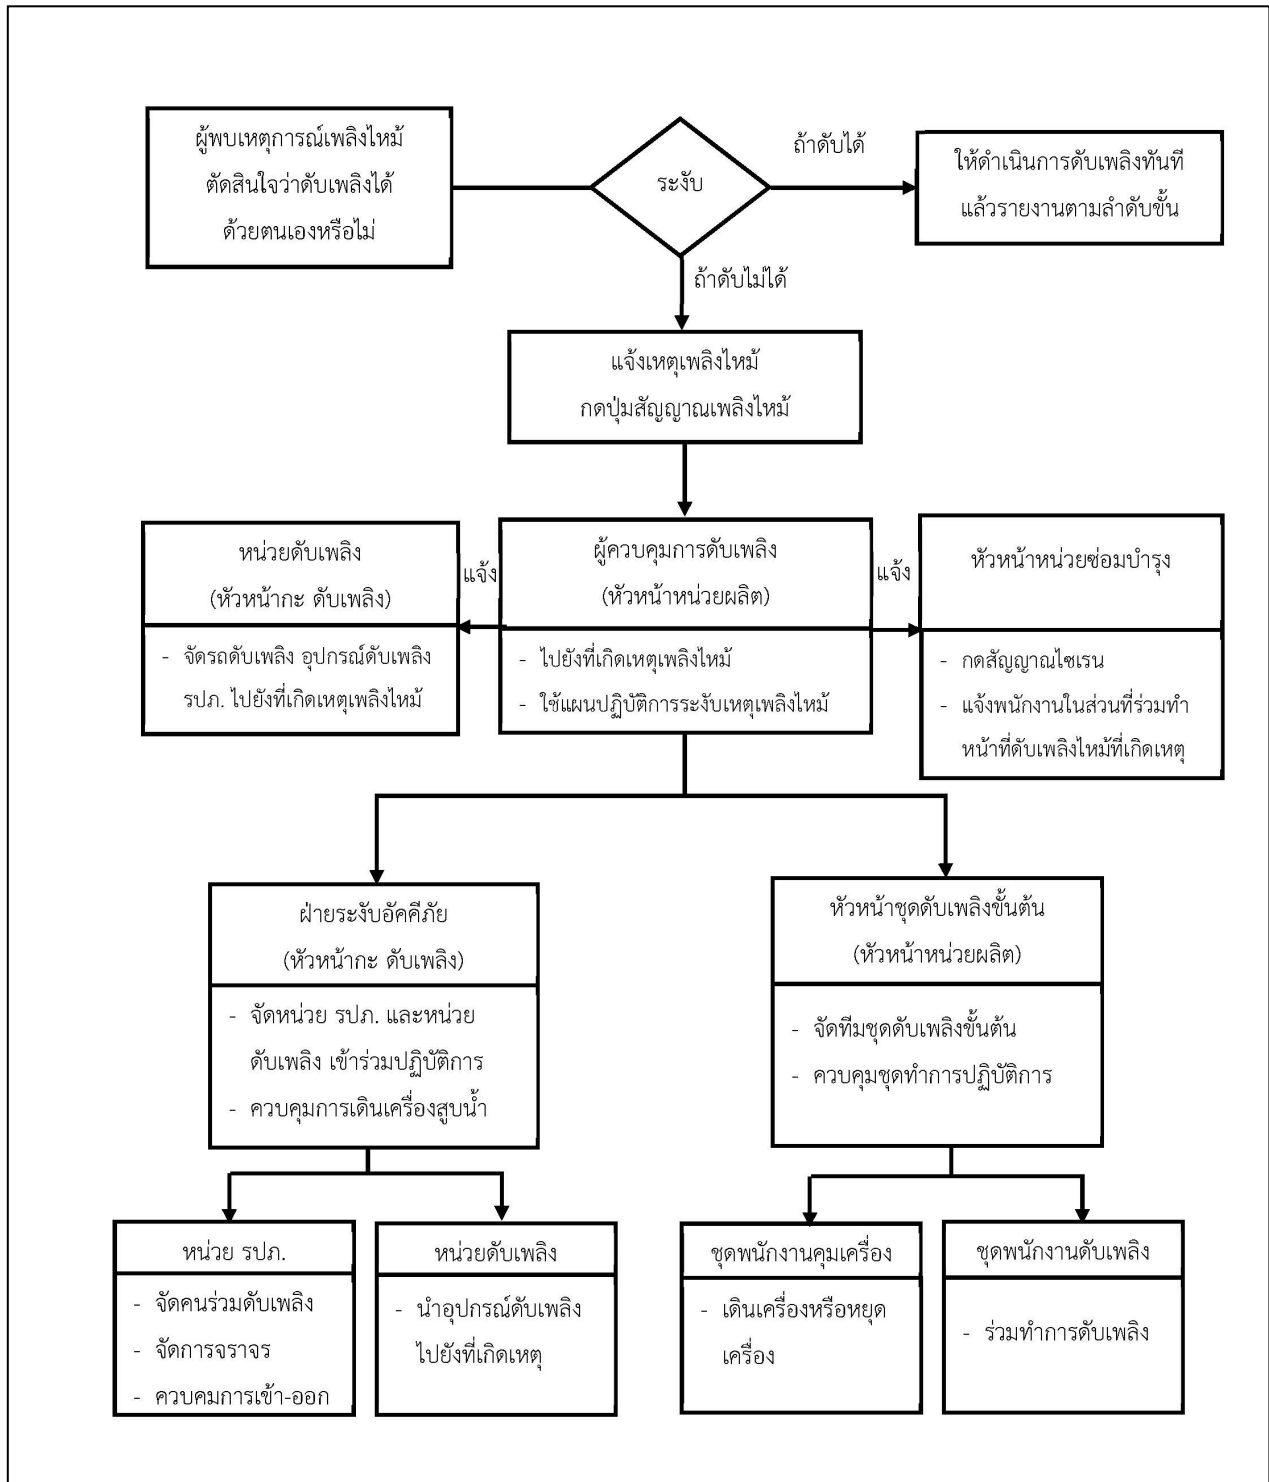 ผู้พบเหตุการณ์เพลิงไหม้
ตัดสินใจว่าดับเพลิงได้
ด้วยตนเองหรือไม่
ระงับ
ถ้าดับได้
ให้ดำเนินการดับเพลิงทันที
แล้วรายงานตามลำดับขั้น
ถ้าดับไม่ได้
แจ้งเหตุเพลิงไหม้
กดปุ่มสัญญาณเพลิงไหม้
หน่วยดับเพลิง
(หัวหน้ากะ ดับเพลิง)
- จัดรถดับเพลิง อุปกรณ์ดับเพลิง
รปภ. ไปยังที่เกิดเหตุเพลิงไหม้
แจ้ง
ผู้ควบคุมการดับเพลิง
(หัวหน้าหน่วยผลิต)
- ไปยังที่เกิดเหตุเพลิงไหม้
- ใช้แผนปฏิบัติการระงับเหตุเพลิงไหม้
แจ้ง
หัวหน้าหน่วยซ่อมบำรุง
- กดสัญญาณไซเรน
- แจ้งพนักงานในส่วนที่ร่วมทำ
หน้าที่ดับเพลิงไหม้ที่เกิดเหตุ
ฝ่ายระงับอัคคีภัย
(หัวหน้ากะ ดับเพลิง)
- จัดหน่วย รปภ. และหน่วย
ดับเพลิง เข้าร่วมปฏิบัติการ
- ควบคุมการเดินเครื่องสูบน้ำ
หัวหน้าชุดดับเพลิงขั้นต้น
(หัวหน้าหน่วยผลิต)
- จัดทีมชุดดับเพลิงขั้นต้น
- ควบคุมชุดทำการปฏิบัติการ
หน่วย รปภ.
- จัดคนร่วมดับเพลิง
- จัดการจราจร
- ควบคมการเข้า-ออก
หน่วยดับเพลิง
- นำอุปกรณ์ดับเพลิง
ไปยังที่เกิดเหตุ
ชุดพนักงานคุมเครื่อง
- เดินเครื่องหรือหยุด
เครื่อง
ชุดพนักงานดับเพลิง
- ร่วมทำการดับเพลิง